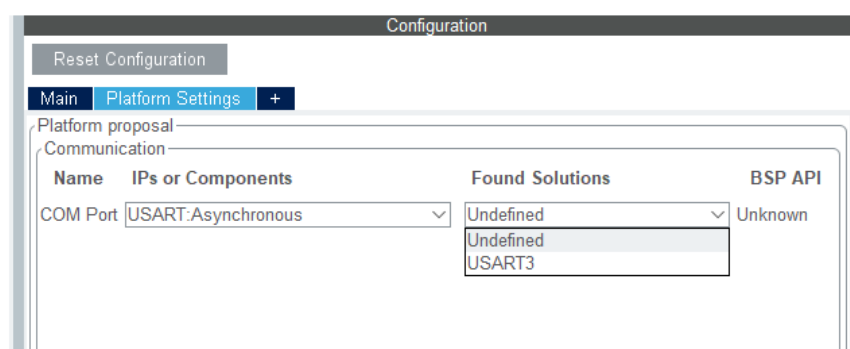 Configuration
Reset Configuration
Main Platform Settings +
Platform proposal
Communication
Name IPs or Components Found Solutions BSP API
COM Port USART:Asynchronous Undefined Unknown
Undefined
USART3